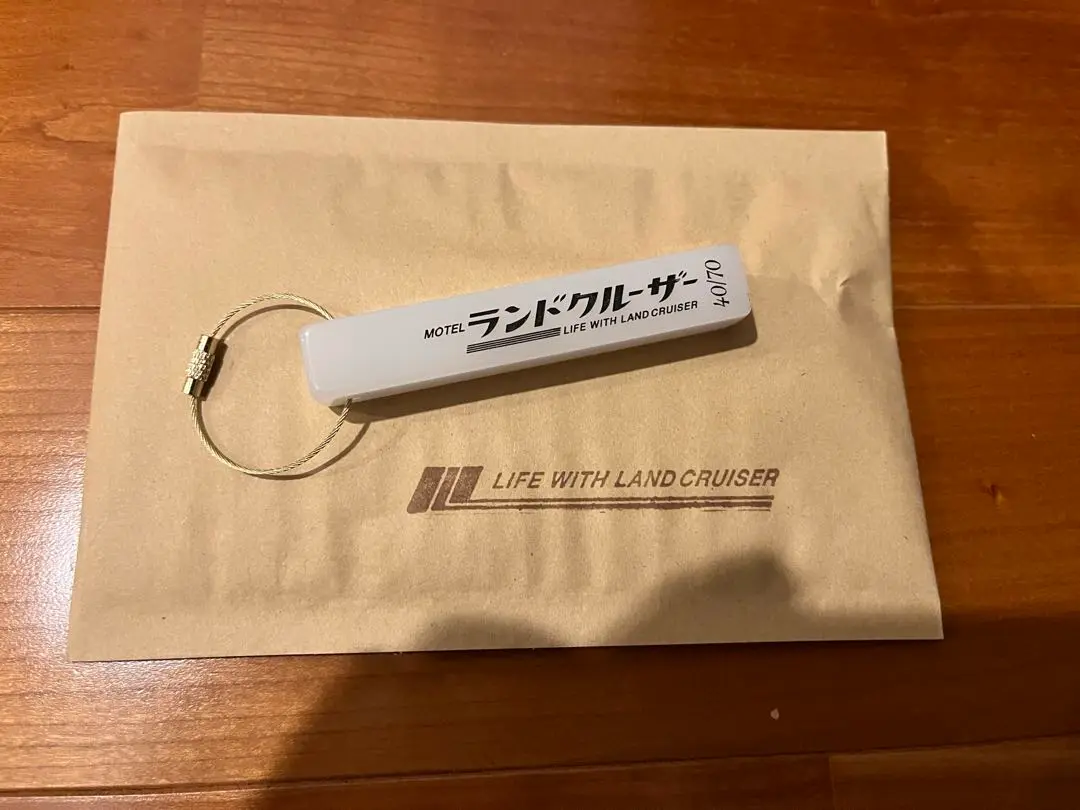 MOTEL ランドクルーザー
LIFE WITH LAND CRUISER
40/70
LIFE WITH LAND CRUISER